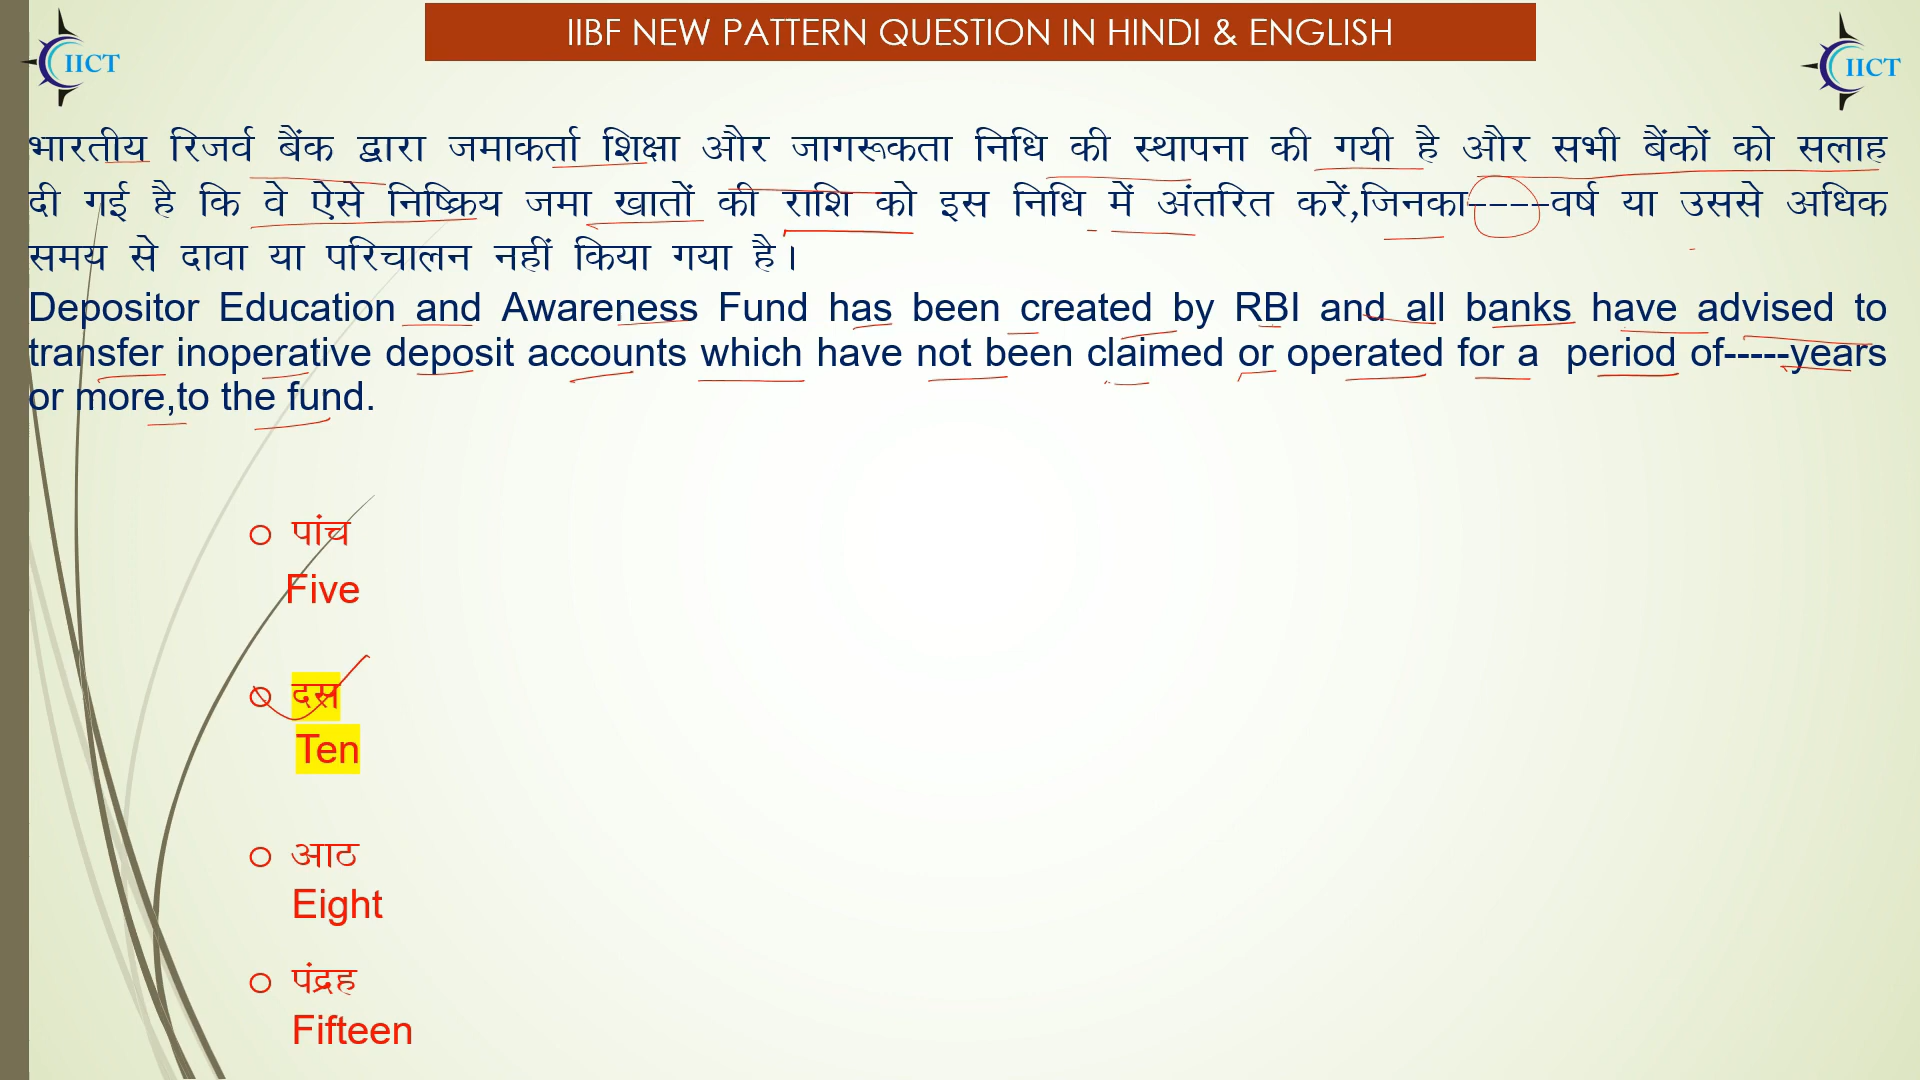 IICT
IIBF NEW PATTERN QUESTION IN HINDI & ENGLISH
IICT
भारतीय रिजर्व बैंक द्वारा जमाकर्ता शिक्षा और जागरूकता निधि की स्थापना की गयी है और सभी बैंकों को सलाह
दी गई है कि वे ऐसे निष्क्रिय जमा खातों की राशि को इस निधि में अंतरित करें,जिनका----वर्ष या उससे अधिक
समय से दावा या परिचालन नहीं किया गया है।
Depositor Education and Awareness Fund has been created by RBI and all banks have advised to
transfer inoperative deposit accounts which have not been claimed or operated for a period of-----years
or more,to the fund.
पांच
Five
दस
Ten
आठ
Eight
पंद्रह
Fifteen